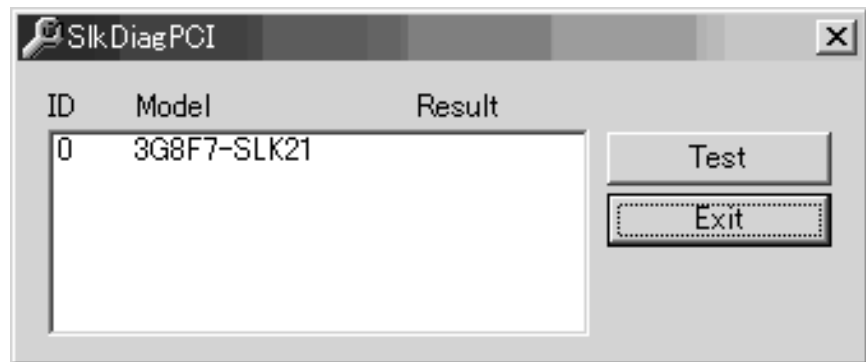 SlkDiagPCI
ID Model Result
0 3G8F7-SLK21
Test
Exit